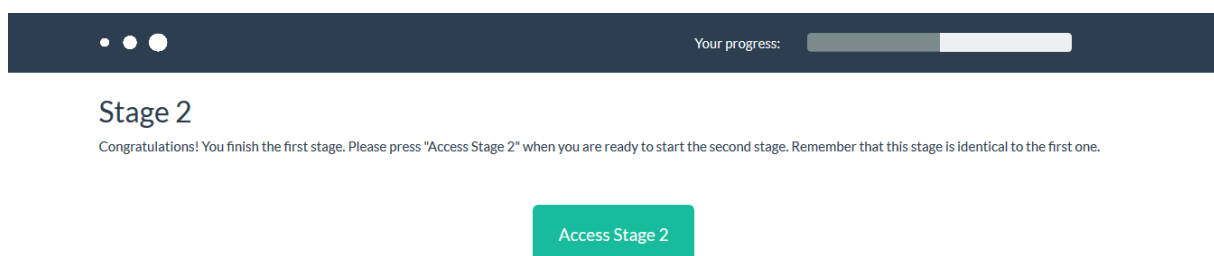 Your progress:
Stage 2
Congratulations! You finish the first stage. Please press "Access Stage 2" when you are ready to start the second stage. Remember that this stage is identical to the first one.
Access Stage 2